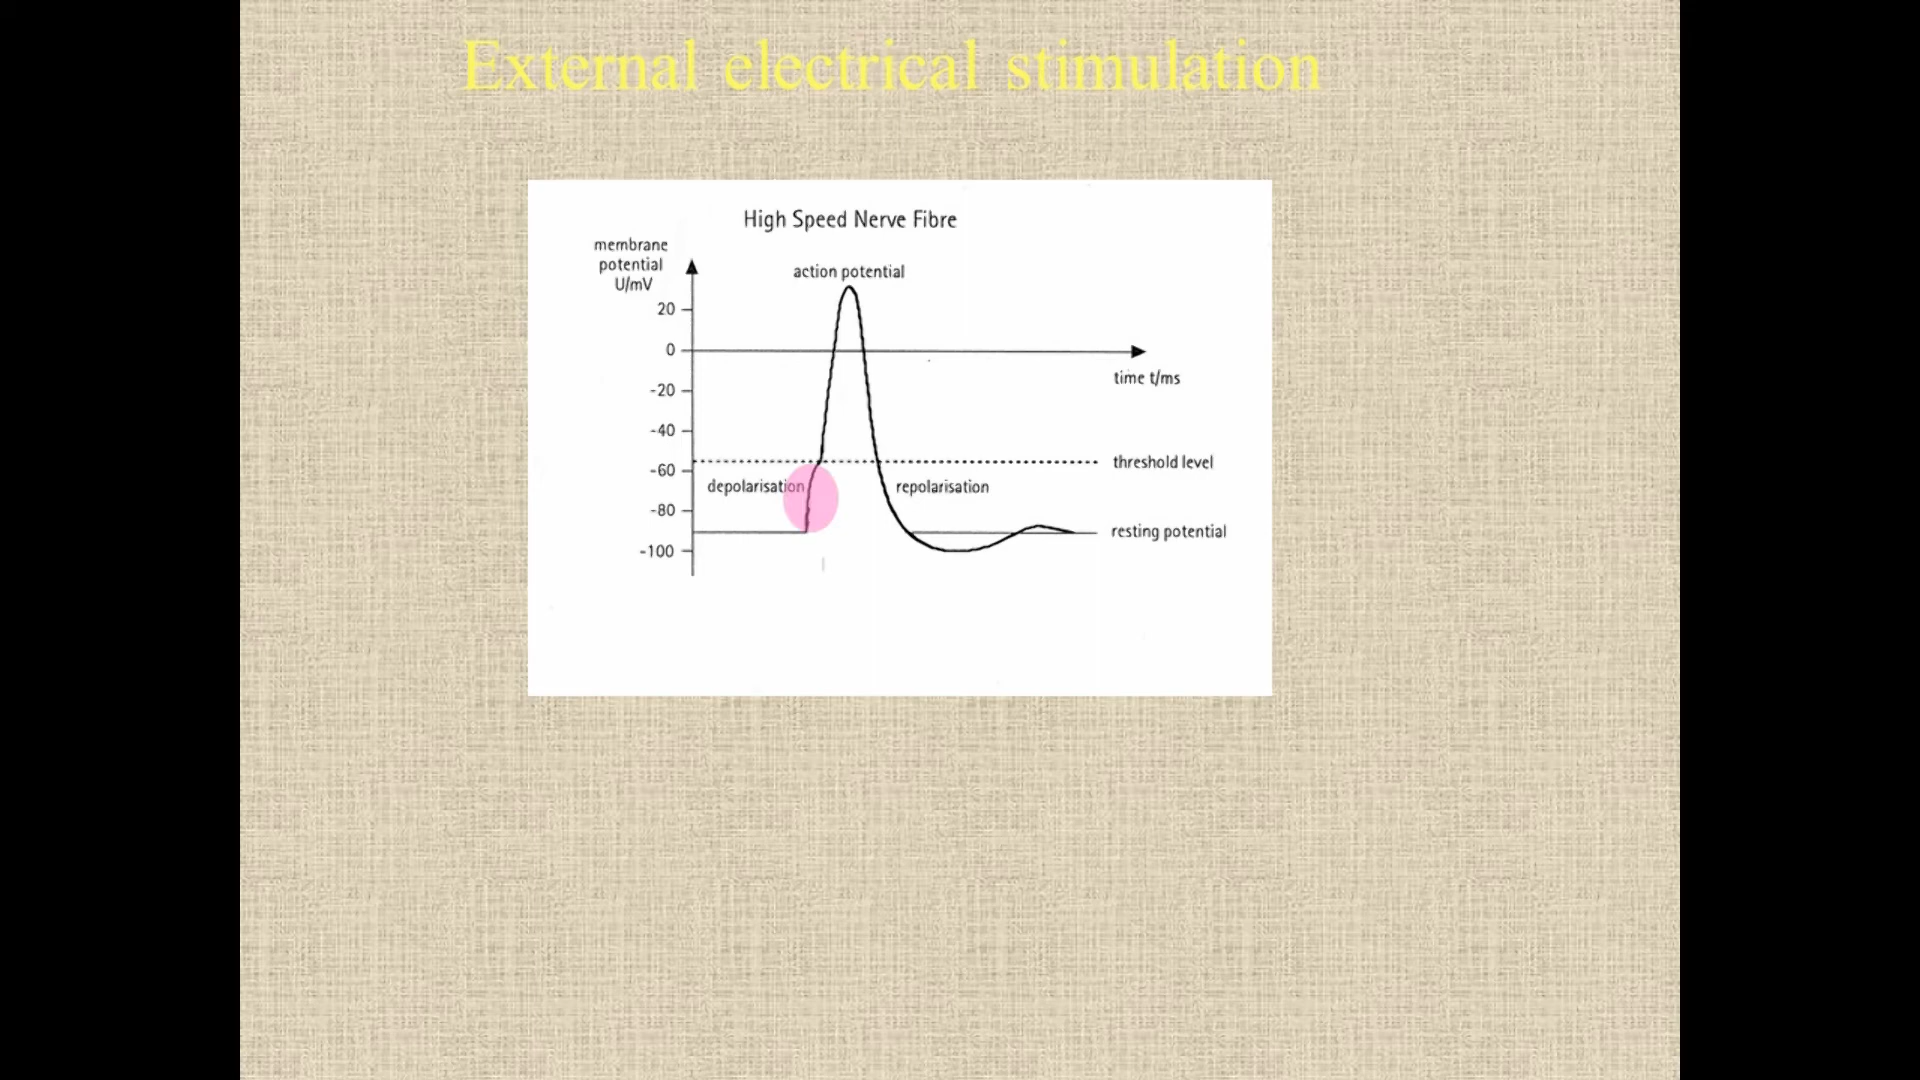 External electrical stimulation
High Speed Nerve Fibre
membrane
potential
U/mV
action potential
20
0
time t/ms
-20
-40
threshold level
-60
depolarisation
repolarisation
-80
resting potential
-100